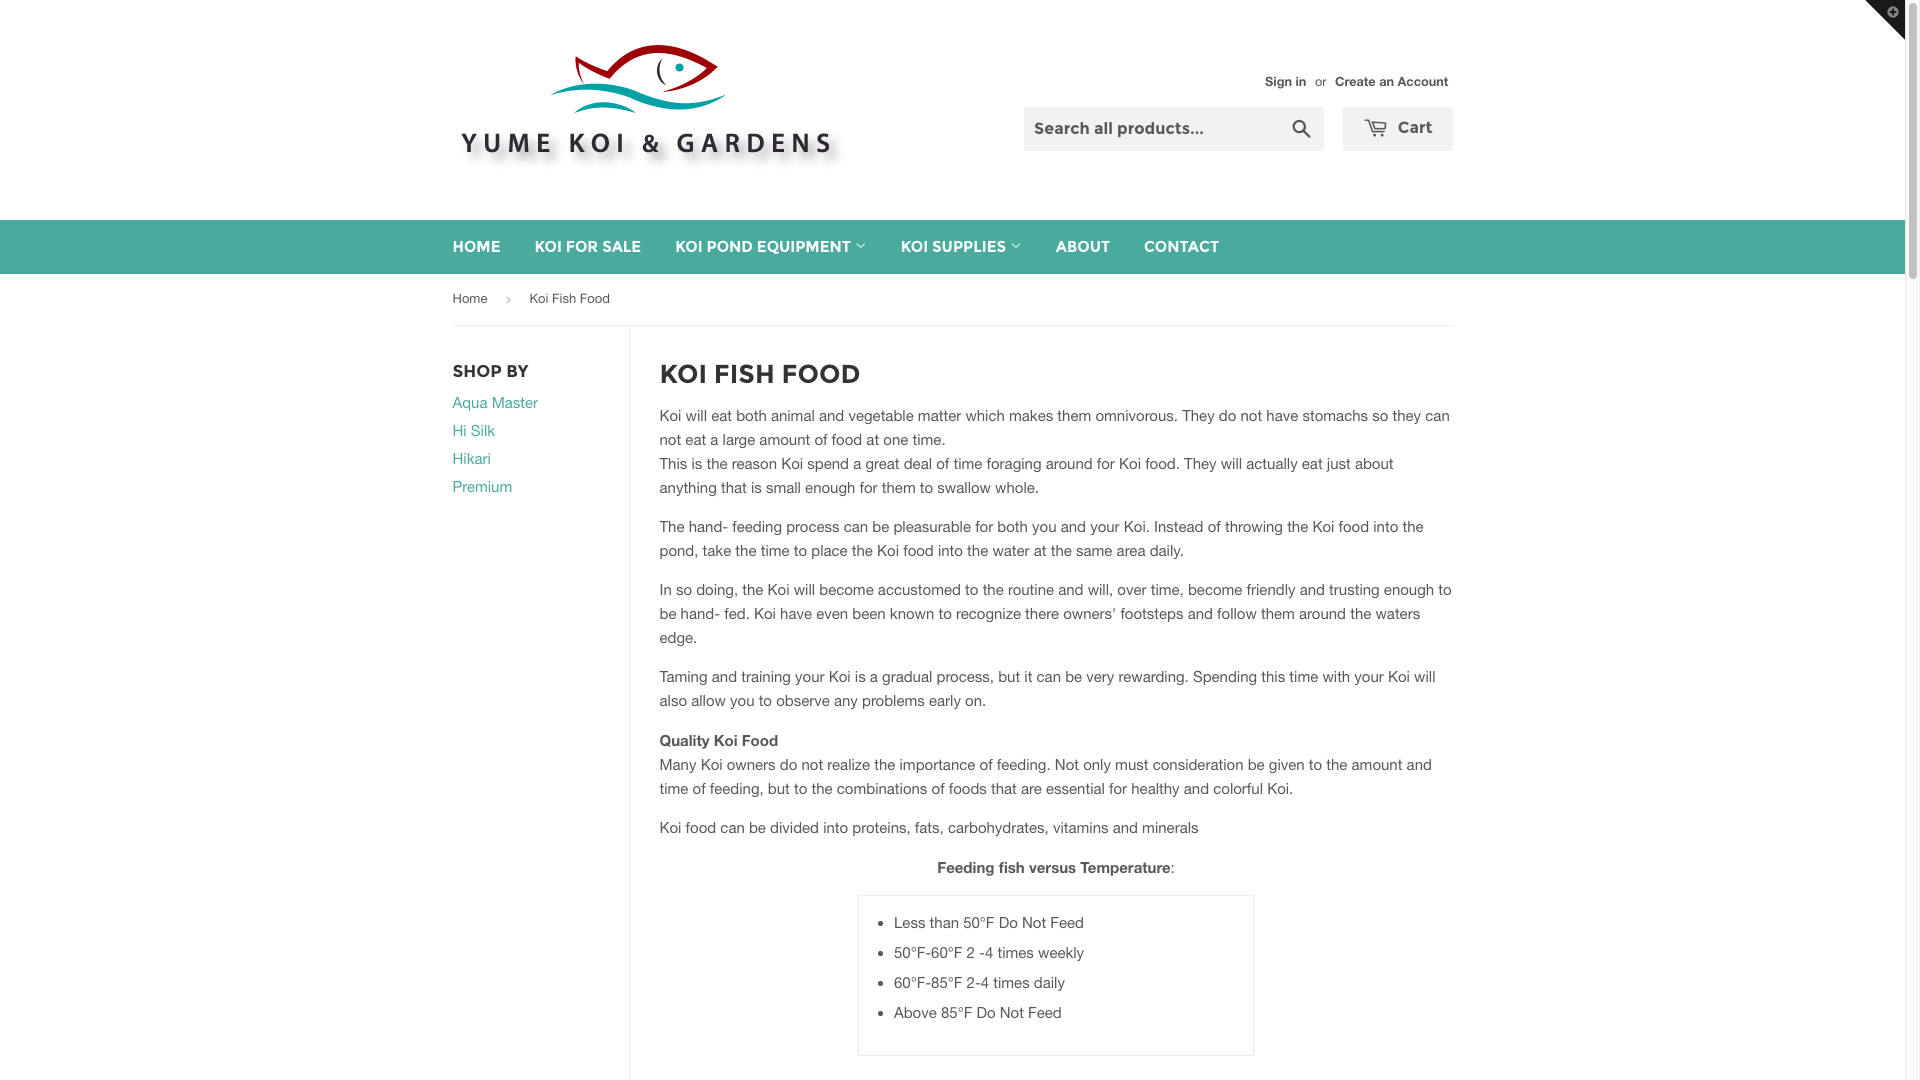 YUME KOI & GARDENS
Sign in or Create an Account
Search all products...
Cart
HOME
KOI FOR SALE
KOI POND EQUIPMENT
KOI SUPPLIES
ABOUT
CONTACT
Home › Koi Fish Food
SHOP BY
Aqua Master
Hi Silk
Hikari
Premium
KOI FISH FOOD
Koi will eat both animal and vegetable matter which makes them omnivorous. They do not have stomachs so they can
not eat a large amount of food at one time.
This is the reason Koi spend a great deal of time foraging around for Koi food. They will actually eat just about
anything that is small enough for them to swallow whole.
The hand- feeding process can be pleasurable for both you and your Koi. Instead of throwing the Koi food into the
pond, take the time to place the Koi food into the water at the same area daily.
In so doing, the Koi will become accustomed to the routine and will, over time, become friendly and trusting enough to
be hand- fed. Koi have even been known to recognize there owners' footsteps and follow them around the waters
edge.
Taming and training your Koi is a gradual process, but it can be very rewarding. Spending this time with your Koi will
also allow you to observe any problems early on.
Quality Koi Food
Many Koi owners do not realize the importance of feeding. Not only must consideration be given to the amount and
time of feeding, but to the combinations of foods that are essential for healthy and colorful Koi.
Koi food can be divided into proteins, fats, carbohydrates, vitamins and minerals
Feeding fish versus Temperature:
• Less than 50°F Do Not Feed
• 50°F-60°F 2 -4 times weekly
• 60°F-85°F 2-4 times daily
• Above 85°F Do Not Feed